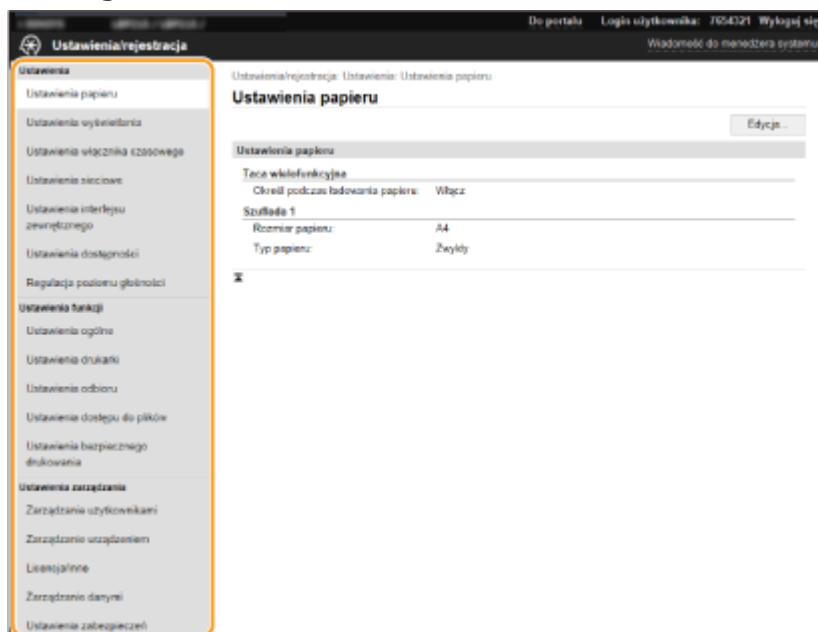 Do portalu Login użytkownika: 7654321 Wyloguj się
Ustawienia/rejestracja
Wiadomość do menedżera systemu
Ustawienia
Ustawienia papieru
Ustawienia wyświetlania
Ustawienia włącznika czasowego
Ustawienia sieciowe
Ustawienia interfejsu
zewnętrznego
Ustawienia dostępności
Regulacja poziomu głośności
Ustawienia funkcji
Ustawienia ogólne
Ustawienia drukarki
Ustawienia odbioru
Ustawienia dostępu do plików
Ustawienia bezpiecznego
drukowania
Ustawienia zarządzania
Zarządzanie użytkownikami
Zarządzanie urządzeniem
Licencja/Inne
Zarządzanie danymi
Ustawienia zabezpieczeń
Ustawienia/rejestracja: Ustawienia: Ustawienia papieru
Ustawienia papieru
Edycja...
Ustawienia papieru
Taca wielofunkcyjna
Określ podczas ładowania papieru: Włącz
Szuflada 1
Rozmiar papieru: A4
Typ papieru: Zwykły